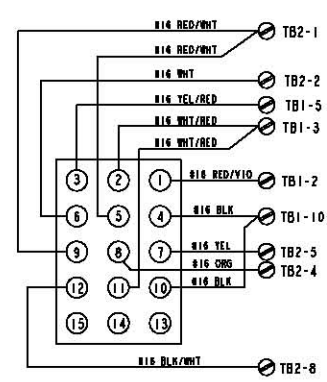 #16 RED/WHT
TB2-1
#16 RED/WHT
#16 WHT
TB2-2
#16 YEL/RED
TB1-5
#16 WHT/RED
TB1-3
#16 WHT/RED
3 2 1
#16 RED/VIO
TB1-2
6 5 4
#16 BLK
TB1-10
9 8 7
#16 YEL
TB2-5
#16 ORG
TB2-4
12 11 10
#16 BLK
15 14 13
#16 BLK/WHT
TB2-8